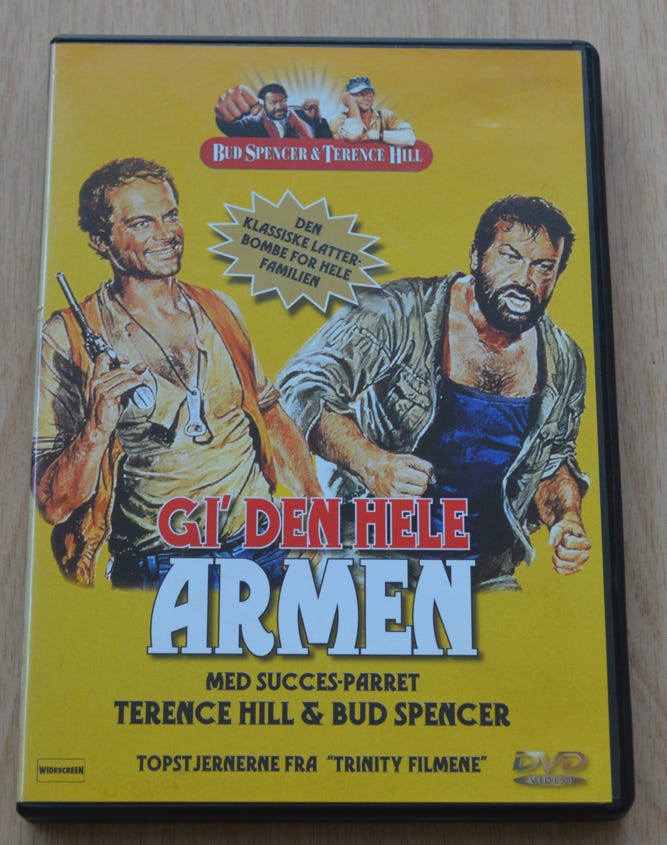 BUD SPENCER & TERENCE HILL
DEN
KLASSISKE LATTER-
BOMBE FOR HELE
FAMILIEN
GI' DEN HELE
ARMEN
MED SUCCES-PARRET
TERENCE HILL & BUD SPENCER
TOPSTJERNERNE FRA "TRINITY FILMENE"
WIDESCREEN
DVD
VIDEO